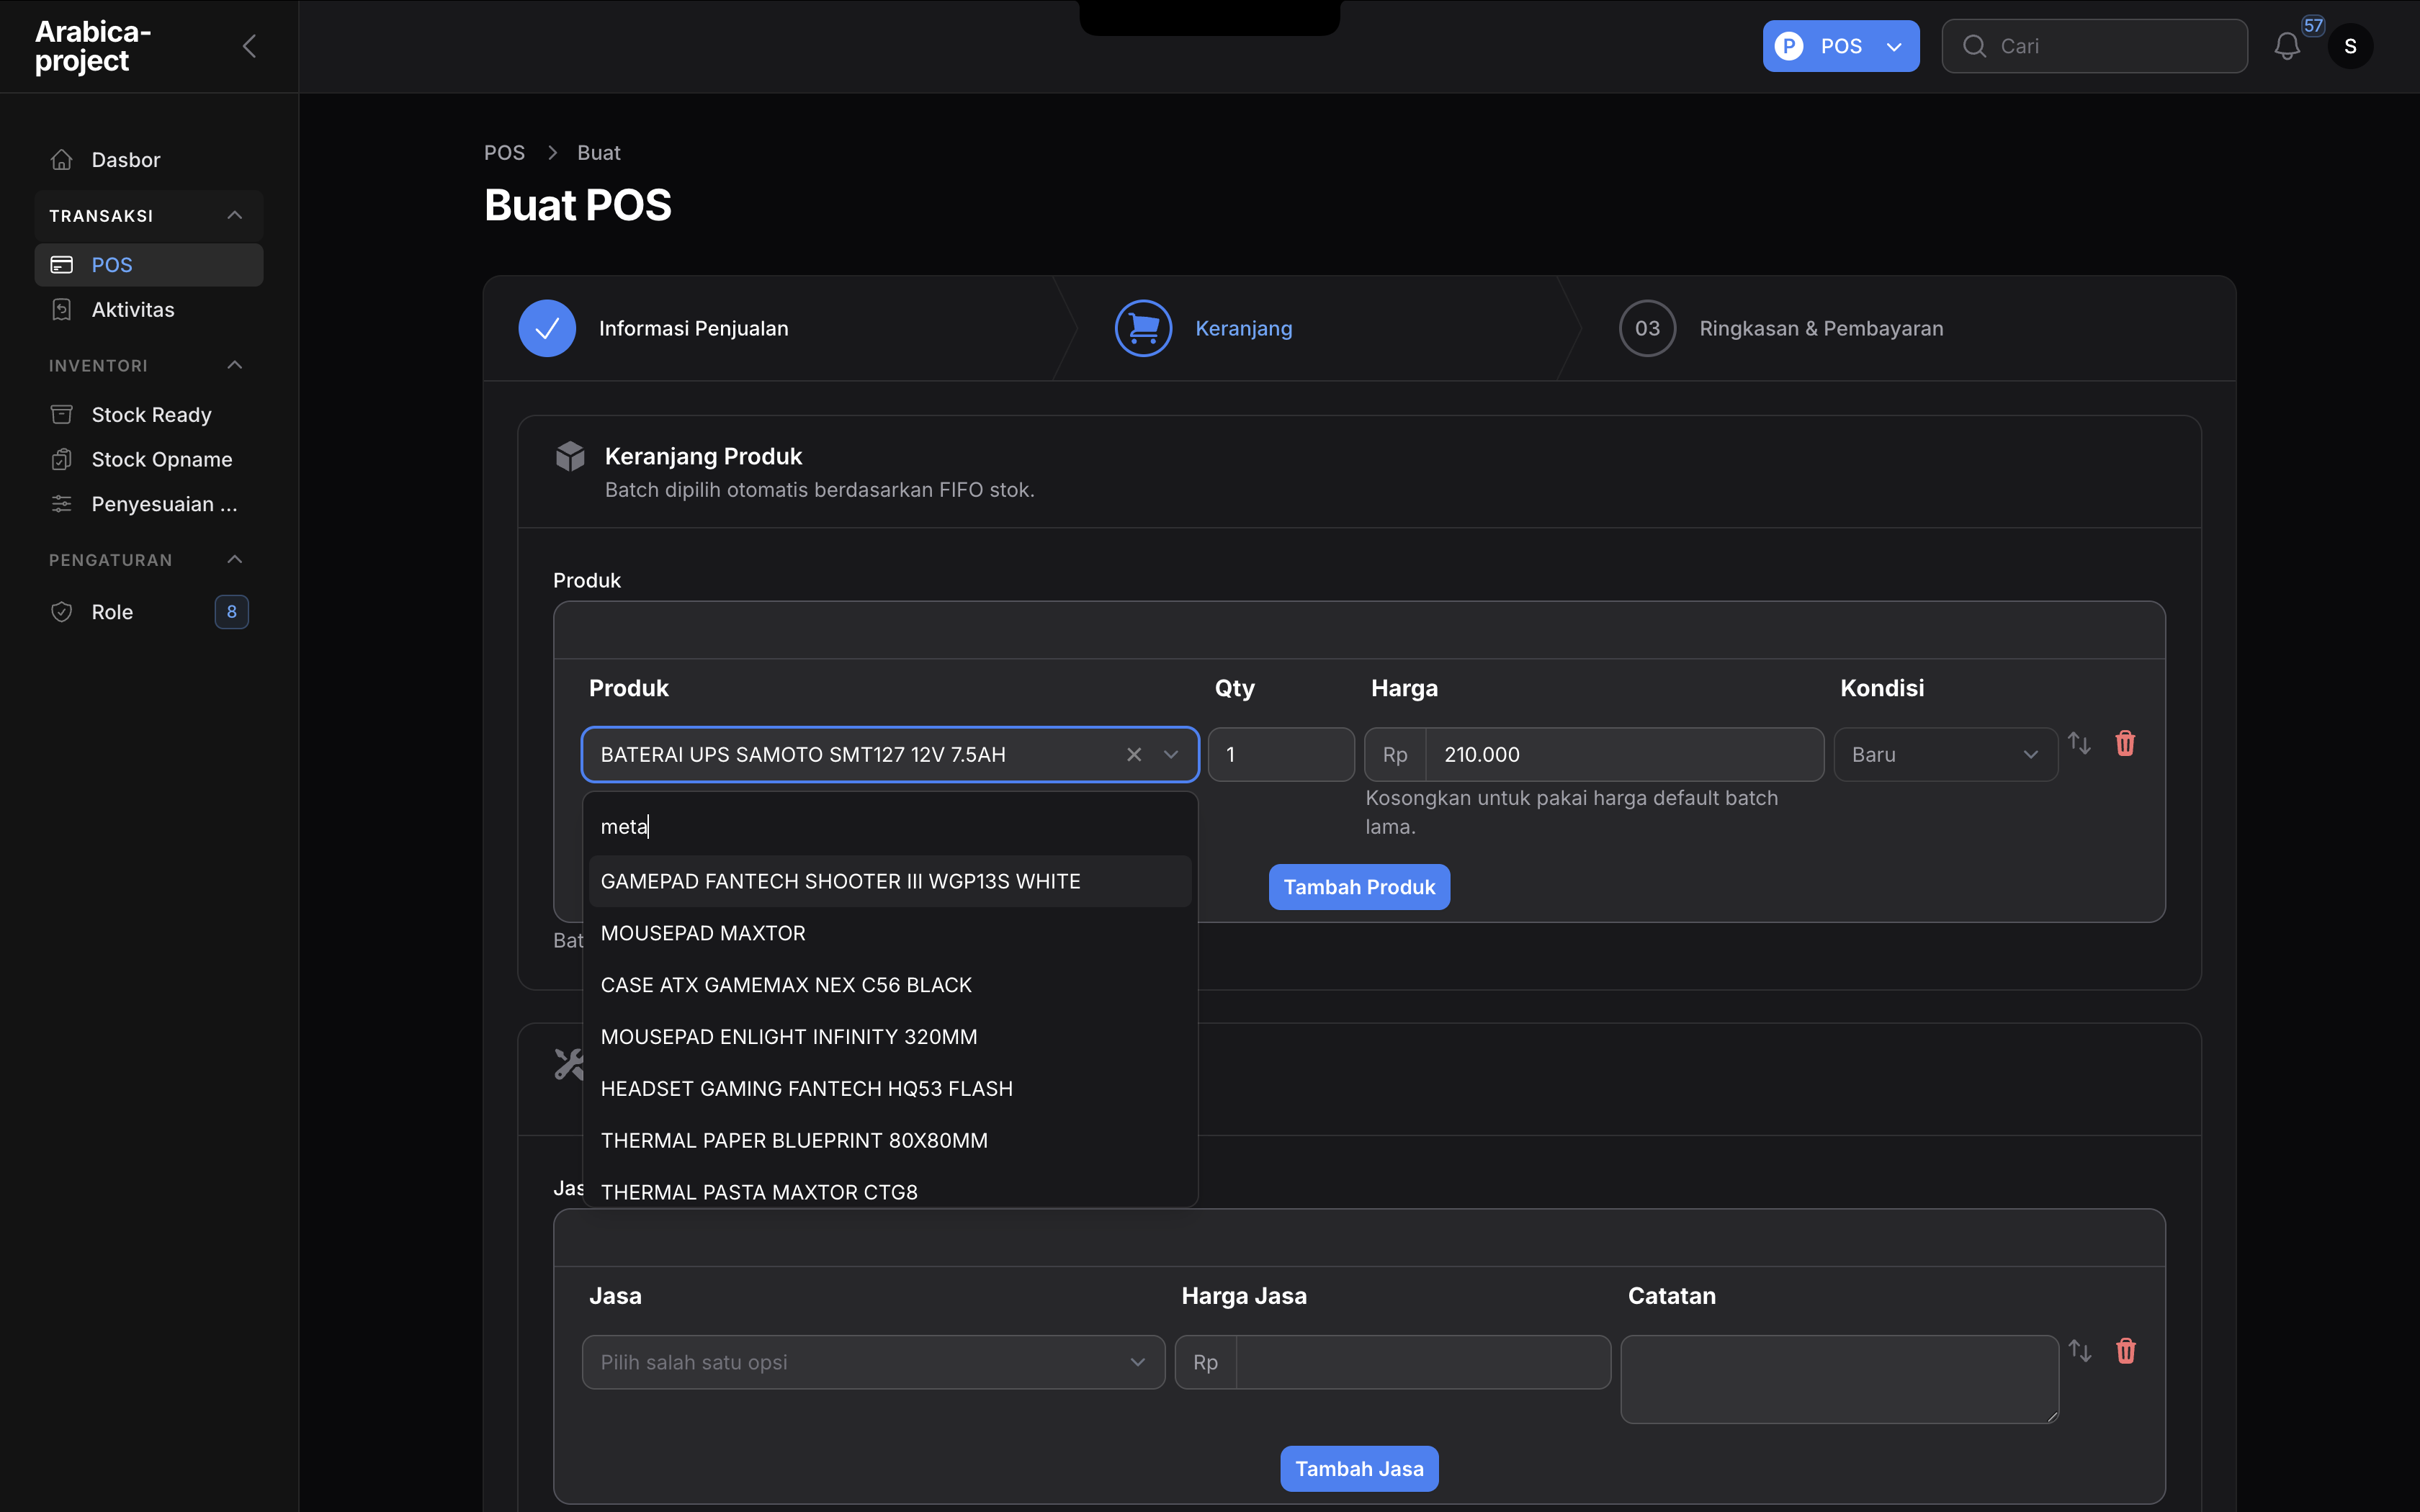 Arabica-
project
P POS
Cari
57
S
Dasbor
TRANSAKSI
POS
Aktivitas
INVENTORI
Stock Ready
Stock Opname
Penyesuaian ...
PENGATURAN
Role 8
POS > Buat
Buat POS
Informasi Penjualan
Keranjang
03 Ringkasan & Pembayaran
Keranjang Produk
Batch dipilih otomatis berdasarkan FIFO stok.
Produk
Produk Qty Harga Kondisi
BATERAI UPS SAMOTO SMT127 12V 7.5AH 1 Rp 210.000 Baru
Kosongkan untuk pakai harga default batch
lama.
meta
GAMEPAD FANTECH SHOOTER III WGP13S WHITE
Tambah Produk
MOUSEPAD MAXTOR
Bat
CASE ATX GAMEMAX NEX C56 BLACK
MOUSEPAD ENLIGHT INFINITY 320MM
HEADSET GAMING FANTECH HQ53 FLASH
THERMAL PAPER BLUEPRINT 80X80MM
THERMAL PASTA MAXTOR CTG8
Jas
Jasa Harga Jasa Catatan
Pilih salah satu opsi Rp
Tambah Jasa